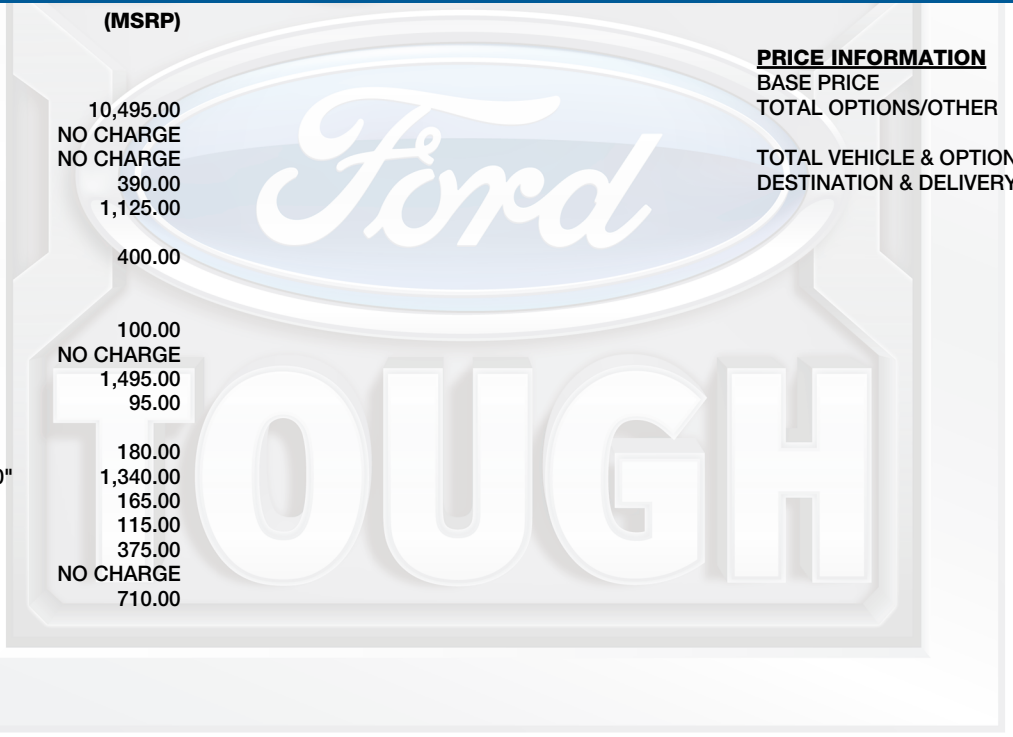 (MSRP)
10,495.00
NO CHARGE
NO CHARGE
390.00
1,125.00
400.00
100.00
NO CHARGE
1,495.00
95.00
180.00
0" 1,340.00
165.00
115.00
375.00
NO CHARGE
710.00
PRICE INFORMATION
BASE PRICE
TOTAL OPTIONS/OTHER
TOTAL VEHICLE & OPTION
DESTINATION & DELIVERY
Ford
TOUGH